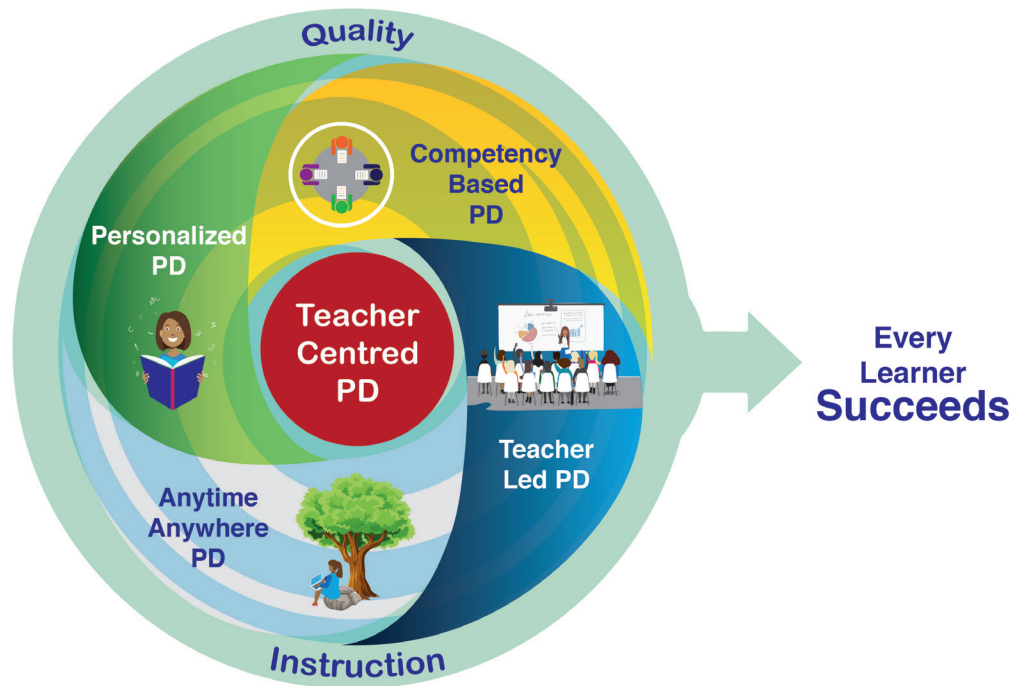 Quality
Competency
Based
PD
Personalized
PD
Teacher
Centred
PD
Every
Learner
Succeeds
Teacher
Led PD
Anytime
Anywhere
PD
Instruction